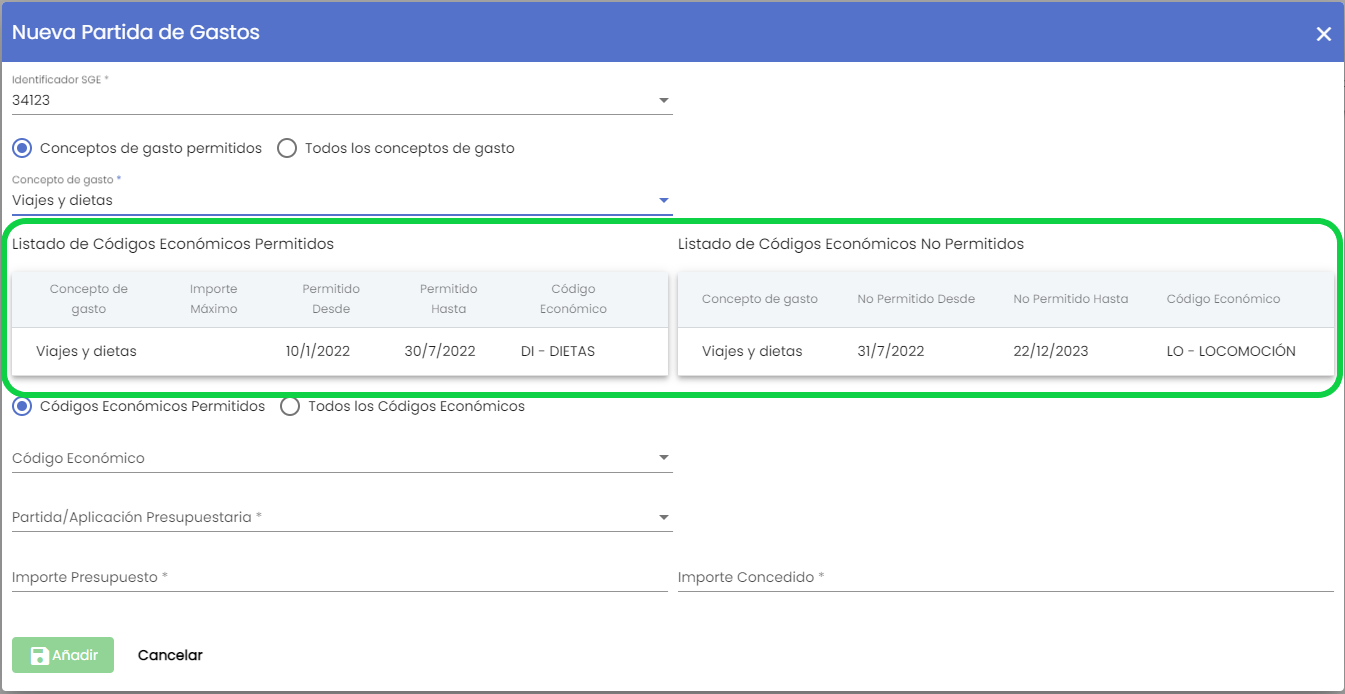 Nueva Partida de Gastos
Identificador SGE *
34123
Conceptos de gasto permitidos Todos los conceptos de gasto
Concepto de gasto *
Viajes y dietas
Listado de Códigos Económicos Permitidos
Concepto de gasto Importe Máximo Permitido Desde Permitido Hasta Código Económico
Viajes y dietas 10/1/2022 30/7/2022 DI - DIETAS
Listado de Códigos Económicos No Permitidos
Concepto de gasto No Permitido Desde No Permitido Hasta Código Económico
Viajes y dietas 31/7/2022 22/12/2023 LO - LOCOMOCIÓN
Códigos Económicos Permitidos Todos los Códigos Económicos
Código Económico
Partida/Aplicación Presupuestaria *
Importe Presupuesto * Importe Concedido *
Añadir Cancelar